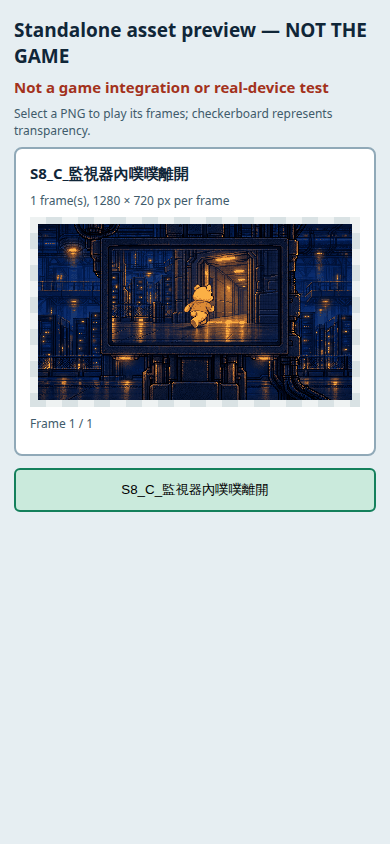 Standalone asset preview — NOT THE
GAME
Not a game integration or real-device test
Select a PNG to play its frames; checkerboard represents
transparency.
S8_C_監視器內噗噗離開
1 frame(s), 1280 × 720 px per frame
Frame 1 / 1
S8_C_監視器內噗噗離開